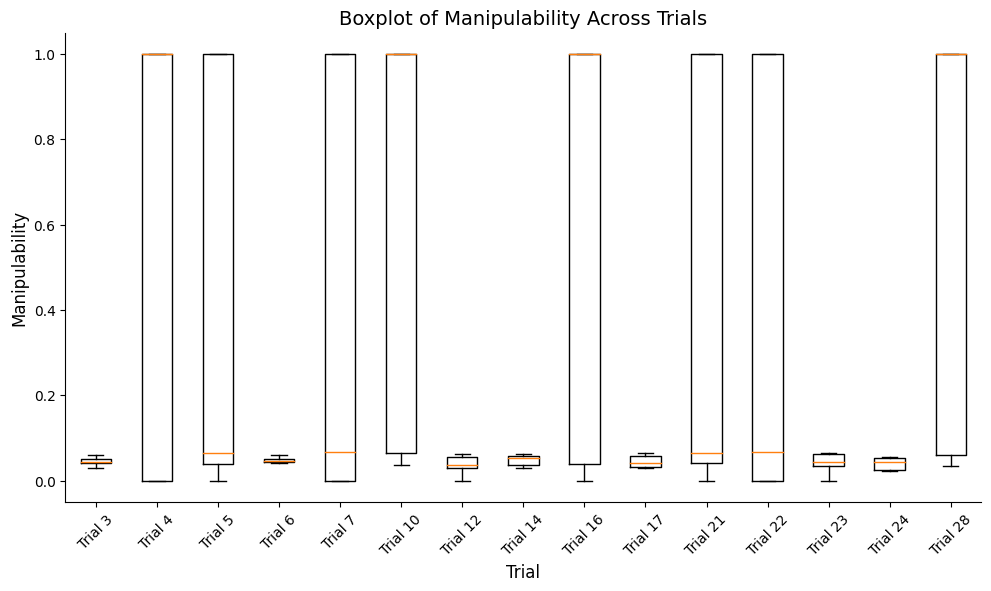 Boxplot of Manipulability Across Trials
Manipulability
1.0
0.8
0.6
0.4
0.2
0.0
Trial 3
Trial 4
Trial 5
Trial 6
Trial 7
Trial 10
Trial 12
Trial 14
Trial 16
Trial 17
Trial 21
Trial 22
Trial 23
Trial 24
Trial 28
Trial